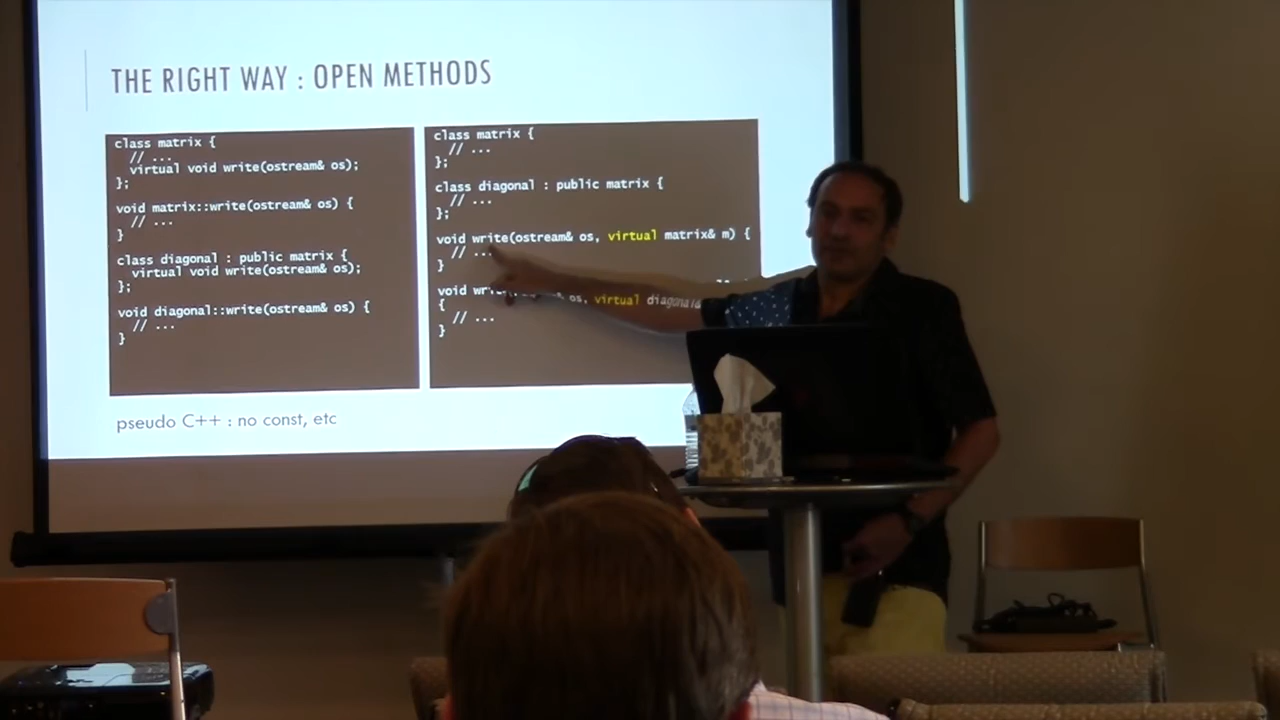 THE RIGHT WAY : OPEN METHODS
class matrix {
// ...
virtual void write(ostream& os);
};
void matrix::write(ostream& os) {
// ...
}
class diagonal : public matrix {
virtual void write(ostream& os);
};
void diagonal::write(ostream& os) {
// ...
}
class matrix {
// ...
};
class diagonal : public matrix {
// ...
};
void write(ostream& os, virtual matrix& m) {
// ...
}
void os, virtual
{
// ...
}
pseudo C++ : no const, etc